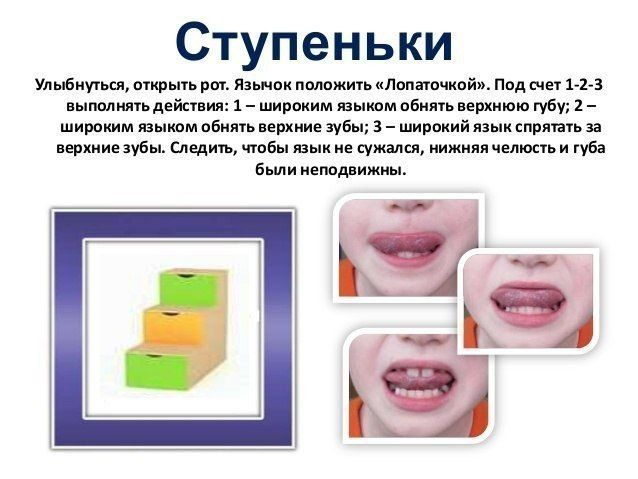 Ступеньки
Улыбнуться, открыть рот. Язычок положить «Лопаточкой». Под счет 1-2-3
выполнять действия: 1 – широким языком обнять верхнюю губу; 2 –
широким языком обнять верхние зубы; 3 – широкий язык спрятать за
верхние зубы. Следить, чтобы язык не сужался, нижняя челюсть и губа
были неподвижны.